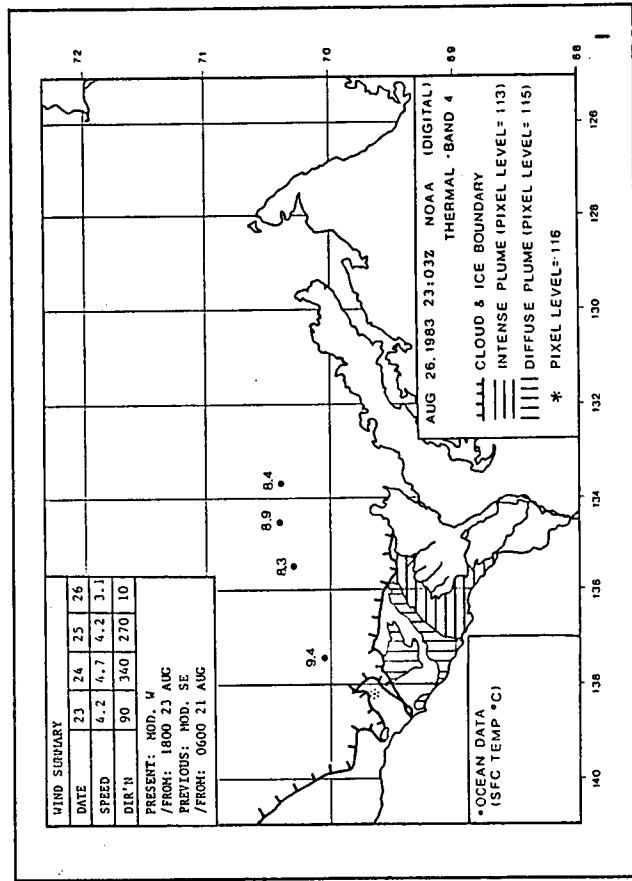 WIND SUMMARY
DATE 23 24 25 26
SPEED 4.2 4.7 4.2 3.1
DIR'N 90 340 270 10
PRESENT: MOD. W
/FROM: 1800 23 AUG
PREVIOUS: MOD. SE
/FROM: 0600 21 AUG
72
71
70
69
68
9.4
8.3
8.9
8.4
*OCEAN DATA
(SFC TEMP °C)
AUG 26, 1983 23:03Z NOAA (DIGITAL)
THERMAL - BAND 4
CLOUD & ICE BOUNDARY
INTENSE PLUME (PIXEL LEVEL=113)
DIFFUSE PLUME (PIXEL LEVEL=115)
* PIXEL LEVEL=116
140 138 136 134 132 130 128 126